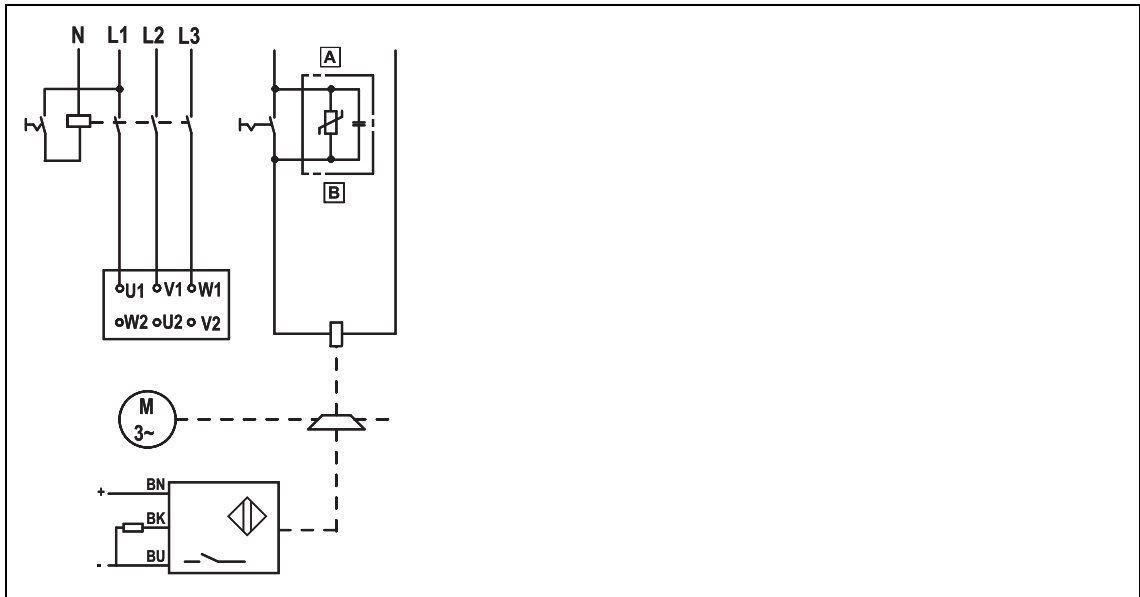 N L1 L2 L3
A
B
U1 V1 W1
W2 U2 V2
M
3~
+ BN
BK
- BU